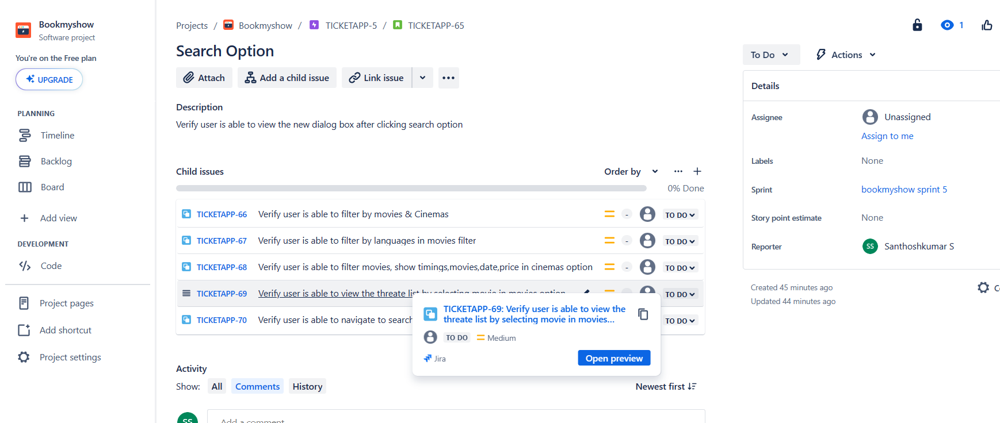 Bookmyshow
Software project
You're on the Free plan
UPGRADE
PLANNING
Timeline
Backlog
Board
Add view
DEVELOPMENT
Code
Project pages
Add shortcut
Project settings
Projects / Bookmyshow / TICKETAPP-5 / TICKETAPP-65
1
Search Option
Attach
Add a child issue
Link issue
Description
Verify user is able to view the new dialog box after clicking search option
Child issues
Order by
0% Done
TICKETAPP-66 Verify user is able to filter by movies & Cinemas - TO DO
TICKETAPP-67 Verify user is able to filter by languages in movies filter - TO DO
TICKETAPP-68 Verify user is able to filter movies, show timings,movies,date,price in cinemas option - TO DO
TICKETAPP-69 Verify user is able to view the threate list by selecting movie in movies option TO DO
TICKETAPP-70 Verify user is able to navigate to search TO DO
TICKETAPP-69: Verify user is able to view the
threate list by selecting movie in movies...
TO DO Medium
Jira
Open preview
Activity
Show: All Comments History
Newest first
SS
Add a comment
To Do
Actions
Details
Assignee Unassigned
Assign to me
Labels None
Sprint bookmyshow sprint 5
Story point estimate None
Reporter SS Santhoshkumar S
Created 45 minutes ago
Updated 44 minutes ago